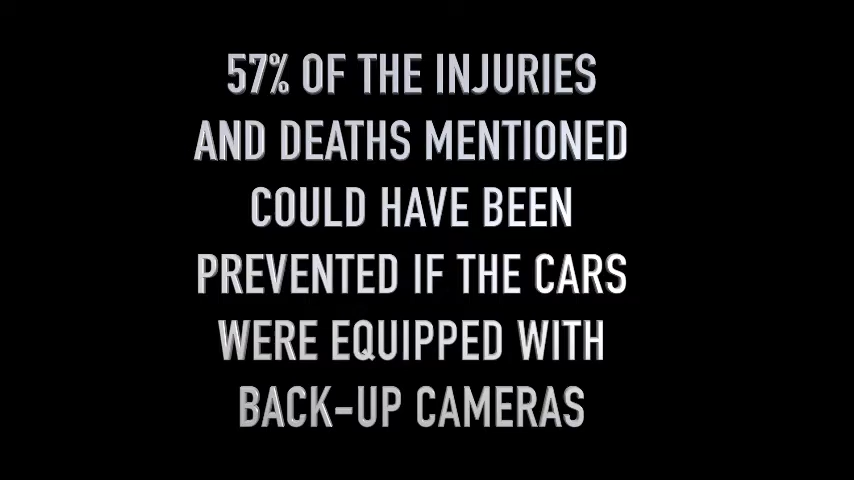 57% OF THE INJURIES
AND DEATHS MENTIONED
COULD HAVE BEEN
PREVENTED IF THE CARS
WERE EQUIPPED WITH
BACK-UP CAMERAS